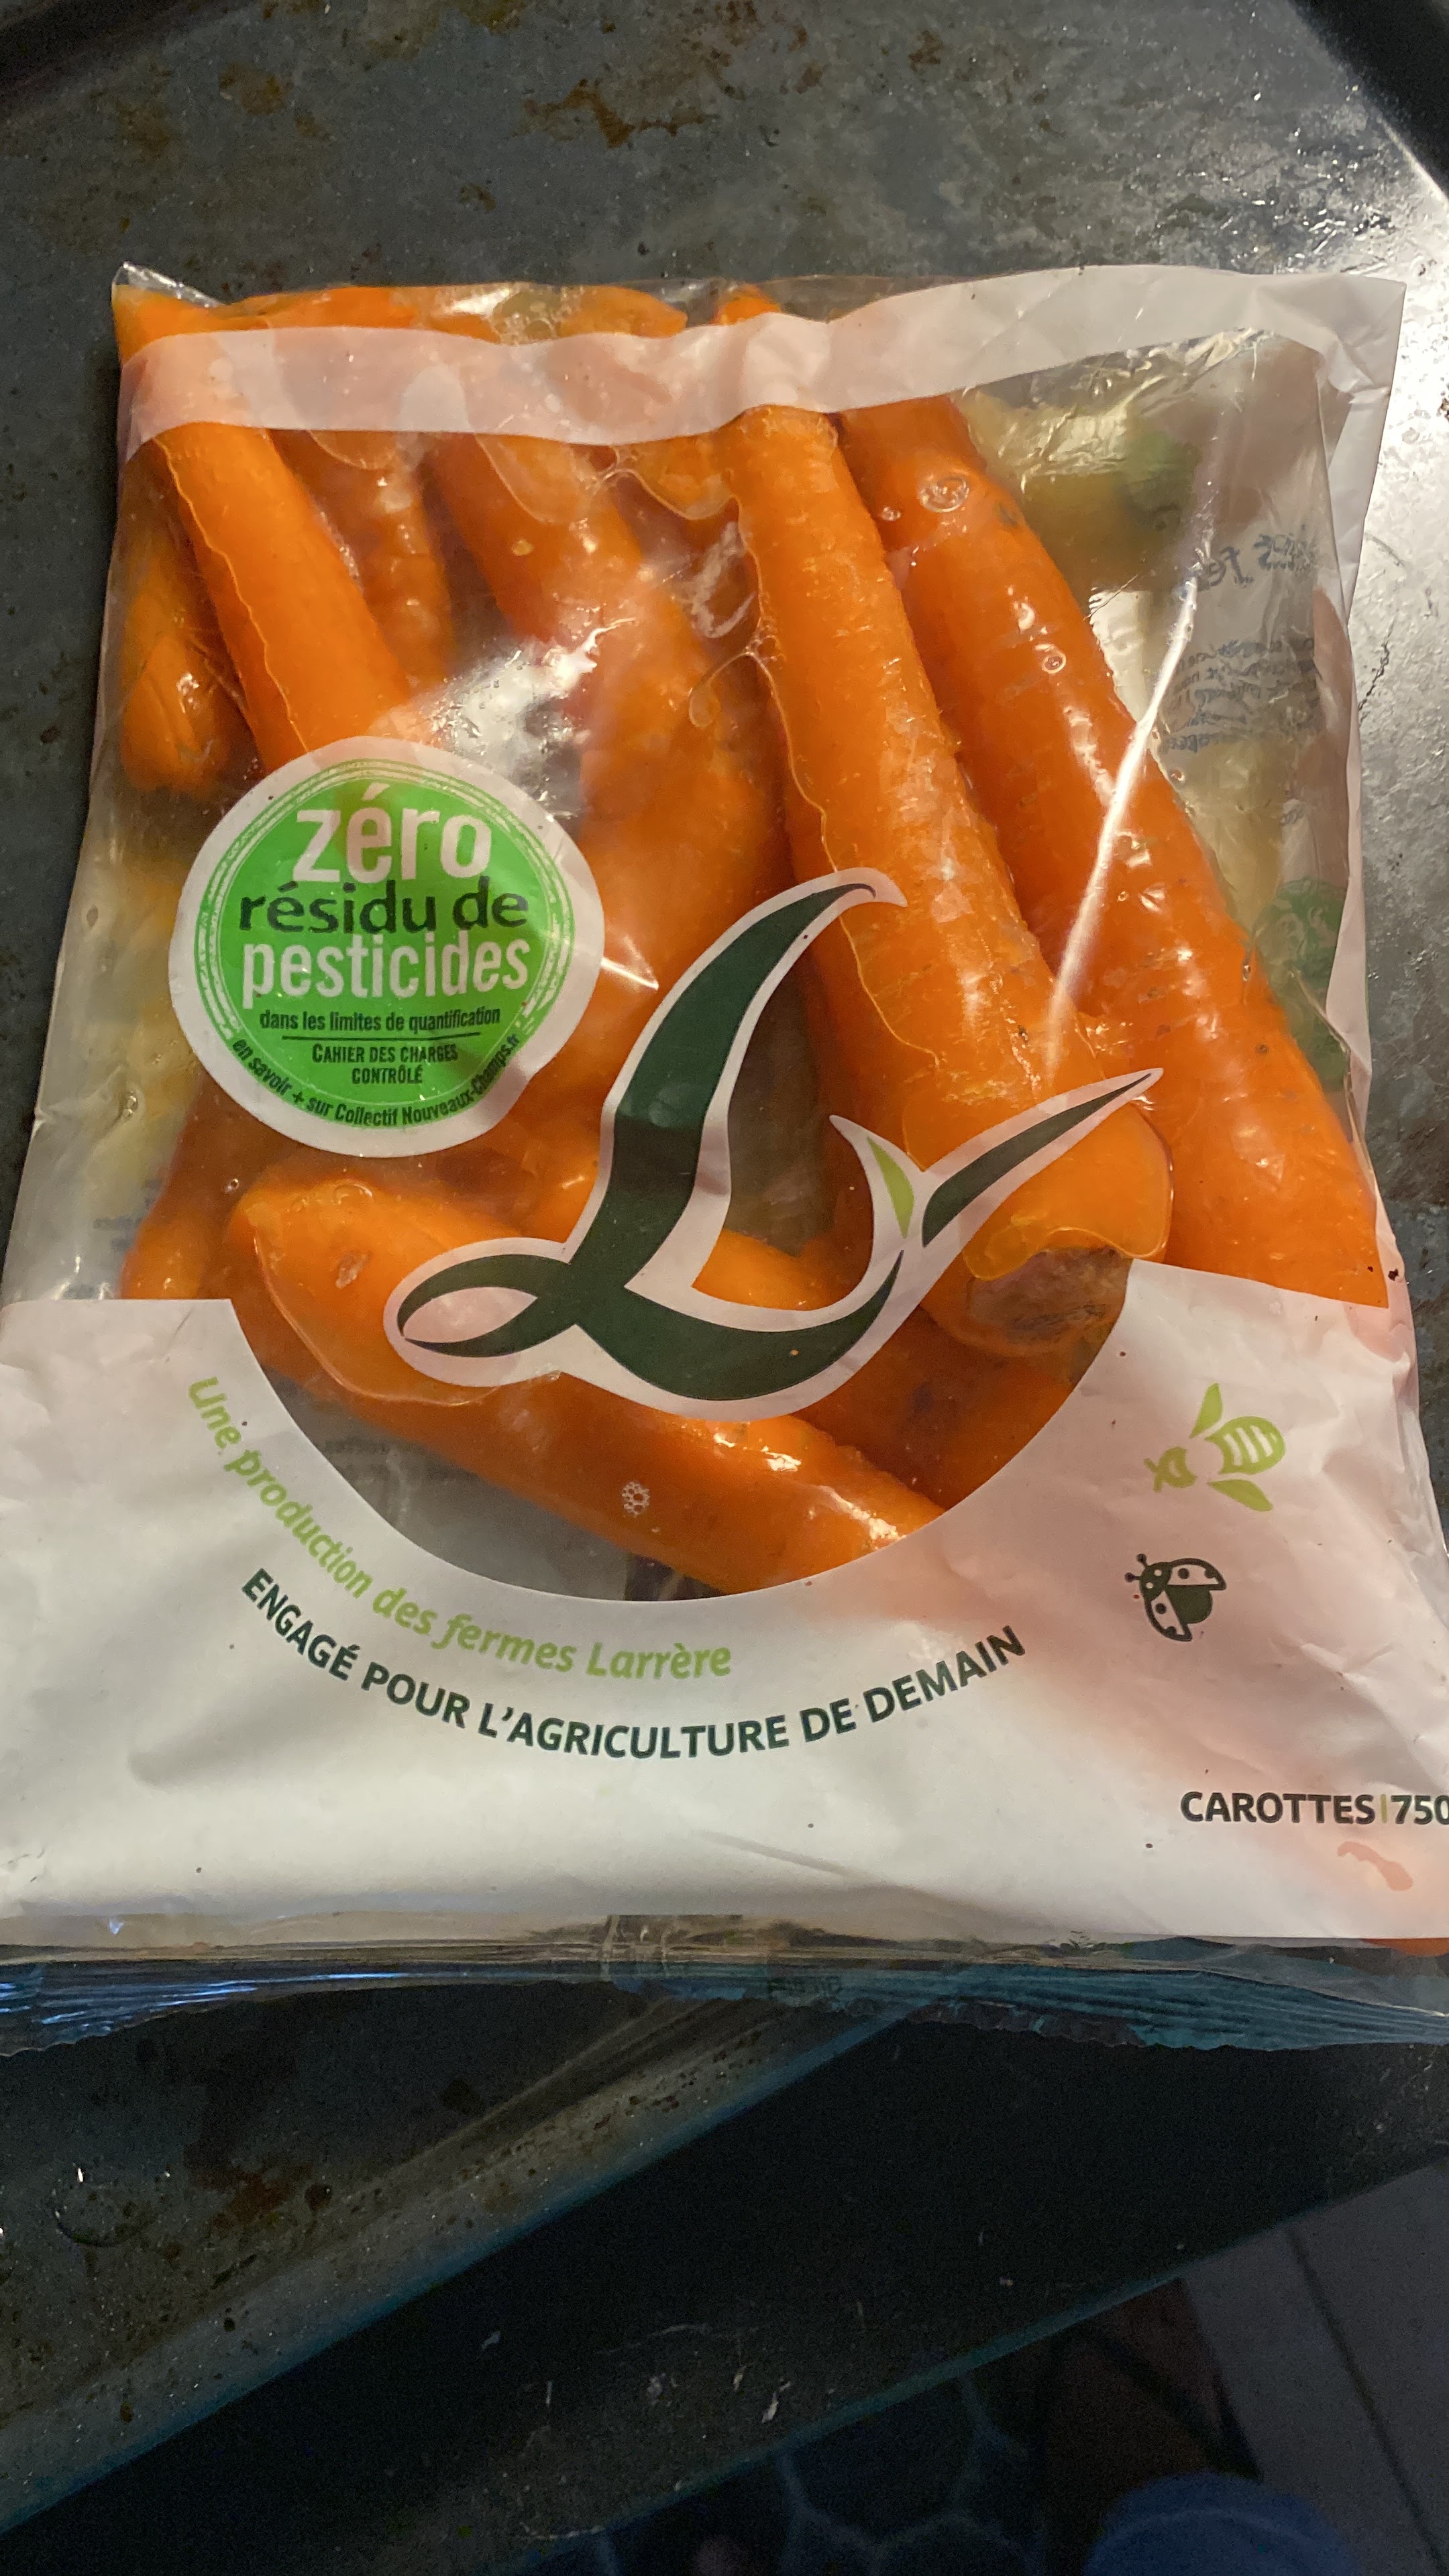 zéro
résidu de
pesticides
dans les limites de quantification
CAHIER DES CHARGES
CONTRÔLÉ
en savoir + sur Collectif Nouveaux-Champs.fr
L
Une production des fermes Larrère
ENGAGÉ POUR L'AGRICULTURE DE DEMAIN
CAROTTES|750